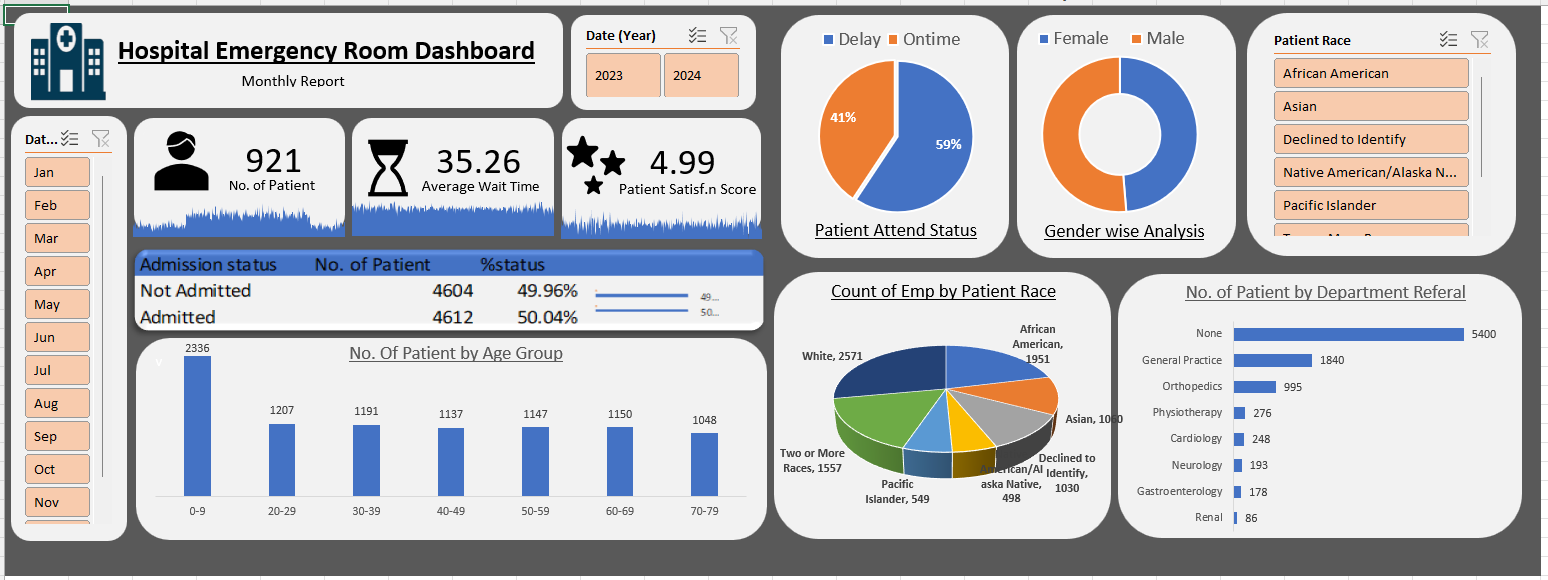 Hospital Emergency Room Dashboard
Monthly Report
Date (Year)
2023
2024
Dat...
Jan
Feb
Mar
Apr
May
Jun
Jul
Aug
Sep
Oct
Nov
921
No. of Patient
35.26
Average Wait Time
4.99
Patient Satisf.n Score
Admission status No. of Patient %status
Not Admitted 4604 49.96% 49...
Admitted 4612 50.04% 50...
No. Of Patient by Age Group
2336
1207
1191
1137
1147
1150
1048
0-9
20-29
30-39
40-49
50-59
60-69
70-79
Delay Ontime
41%
59%
Patient Attend Status
Female Male
Gender wise Analysis
Patient Race
African American
Asian
Declined to Identify
Native American/Alaska N...
Pacific Islander
Count of Emp by Patient Race
African
American,
1951
White, 2571
Asian, 1060
Two or More
Races, 1557
Pacific
Islander, 549
American/Al
aska Native,
498
Declined to
Identify,
1030
No. of Patient by Department Referal
None 5400
General Practice 1840
Orthopedics 995
Physiotherapy 276
Cardiology 248
Neurology 193
Gastroenterology 178
Renal 86